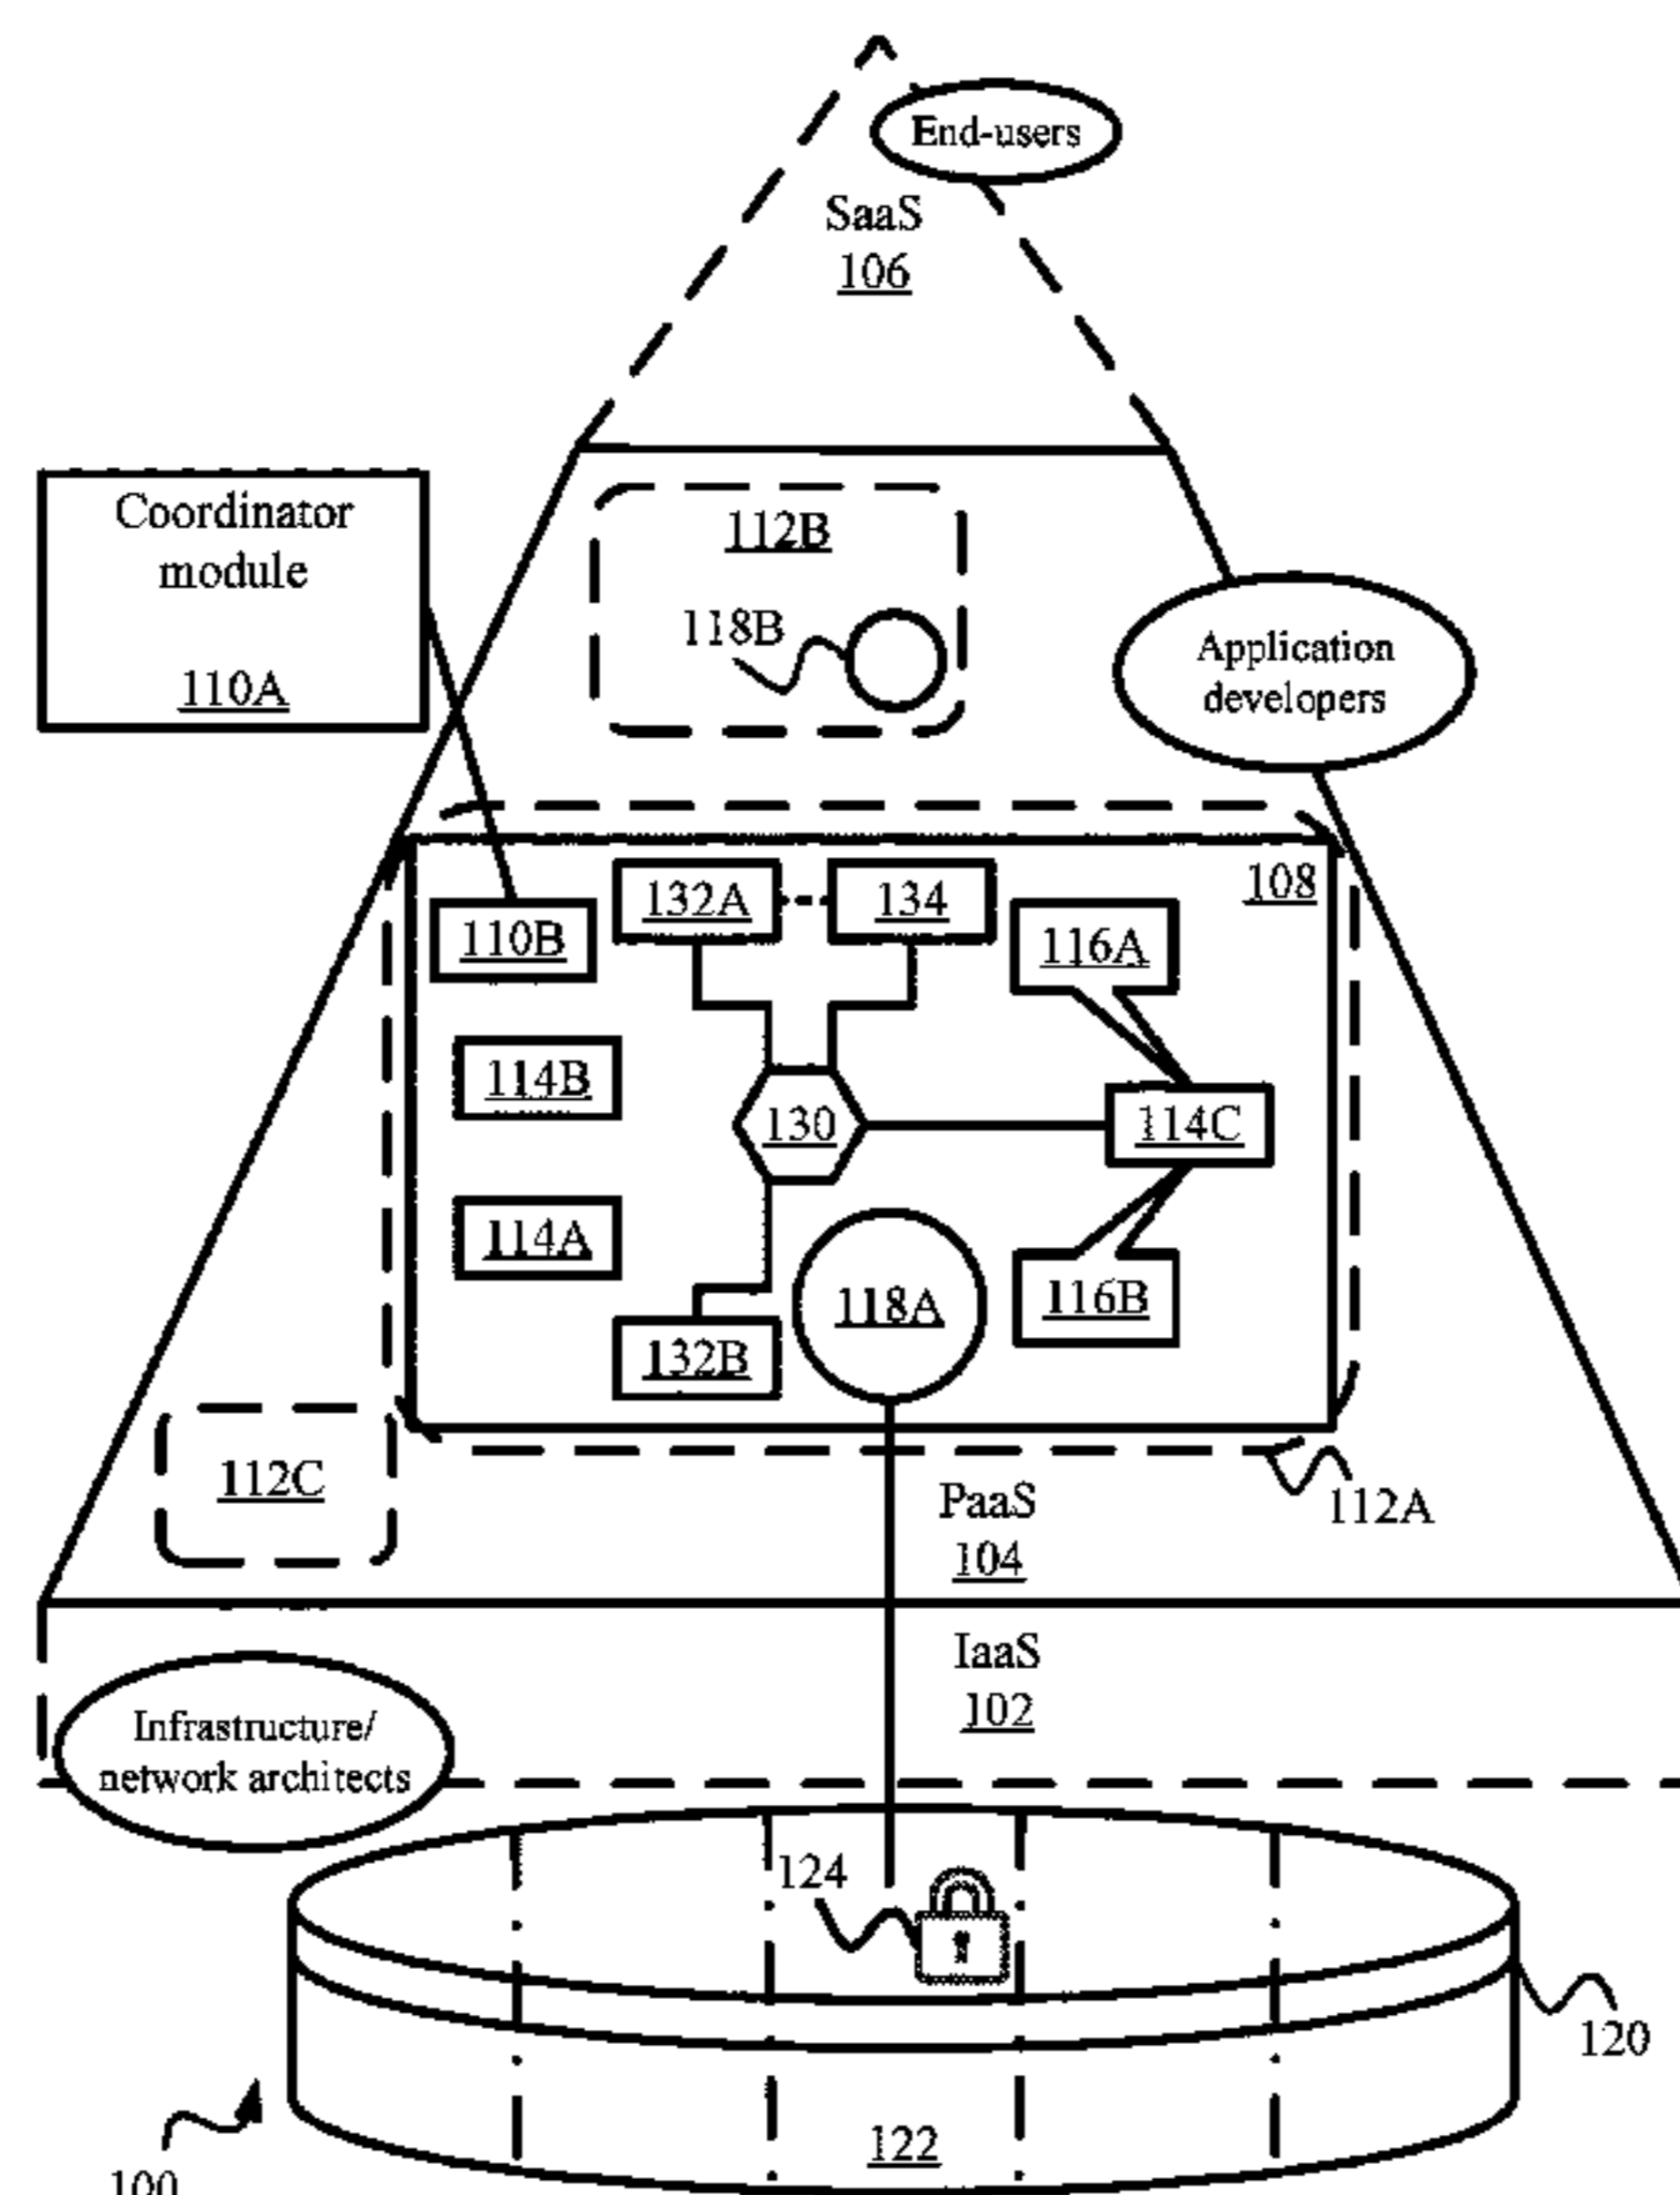 End-users
SaaS
106
Coordinator
module
110A
112B
118B
Application
developers
108
132A
134
110B
116A
114B
130
114C
114A
118A
116B
132B
112C
PaaS
104
112A
IaaS
102
Infrastructure/
network architects
124
120
122
100